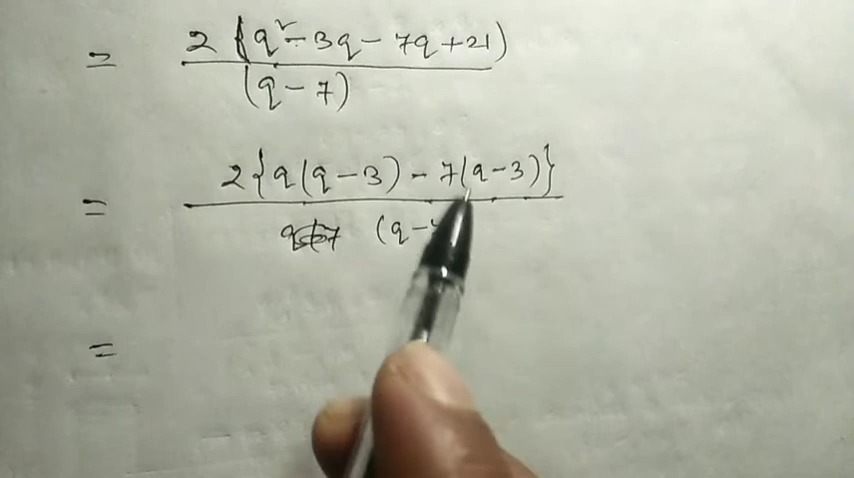 = 2 (q²-3q-7q+21)
(q-7)
= 2{q(q-3)-7(q-3)}
(q-
=